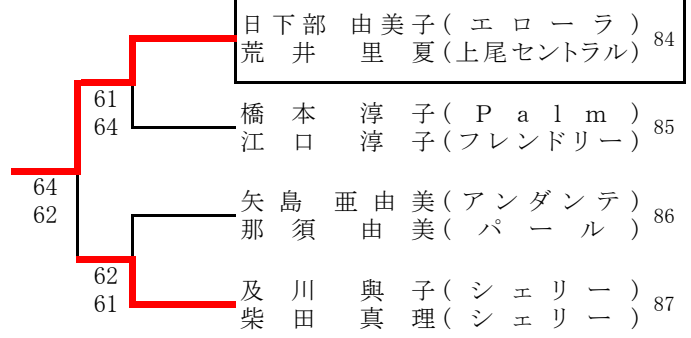 日下部 由美子(エローラ) 84
荒井 里夏(上尾セントラル)
61
64
橋本 淳子(Palm) 85
江口 淳子(フレンドリー)
64
62
矢島 亜由美(アンダンテ) 86
那須 由美(パール)
62
61
及川 與子(シェリー) 87
柴田 真理(シェリー)